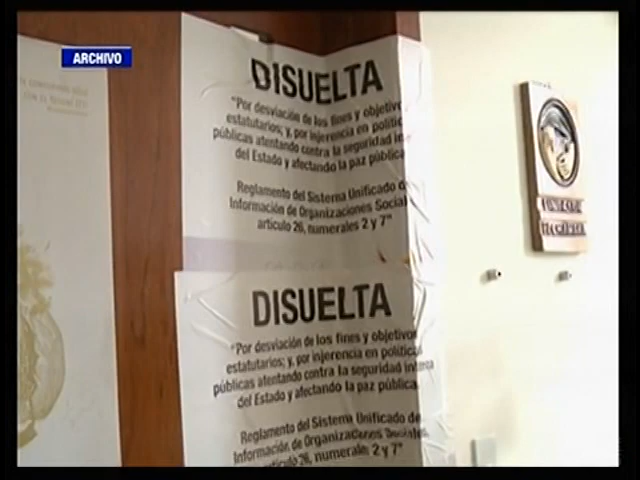 ARCHIVO
DISUELTA
"Por desviación de los fines y objetivos
estatutarios; y, por injerencia en políticas
públicas atentando contra la seguridad inte
del Estado y afectando la paz pública
Reglamento del Sistema Unificado de
Información de Organizaciones Social
artículo 26, numerales 2 y 7"
DISUELTA
"Por desviación de los fines y objetivos
estatutarios; y, por injerencia en políticas
públicas atentando contra la seguridad interna
del Estado y afectando la paz pública.
Reglamento del Sistema Unificado de
Información de Organizaciones Sociales,
artículo 26, numerales 2 y 7"